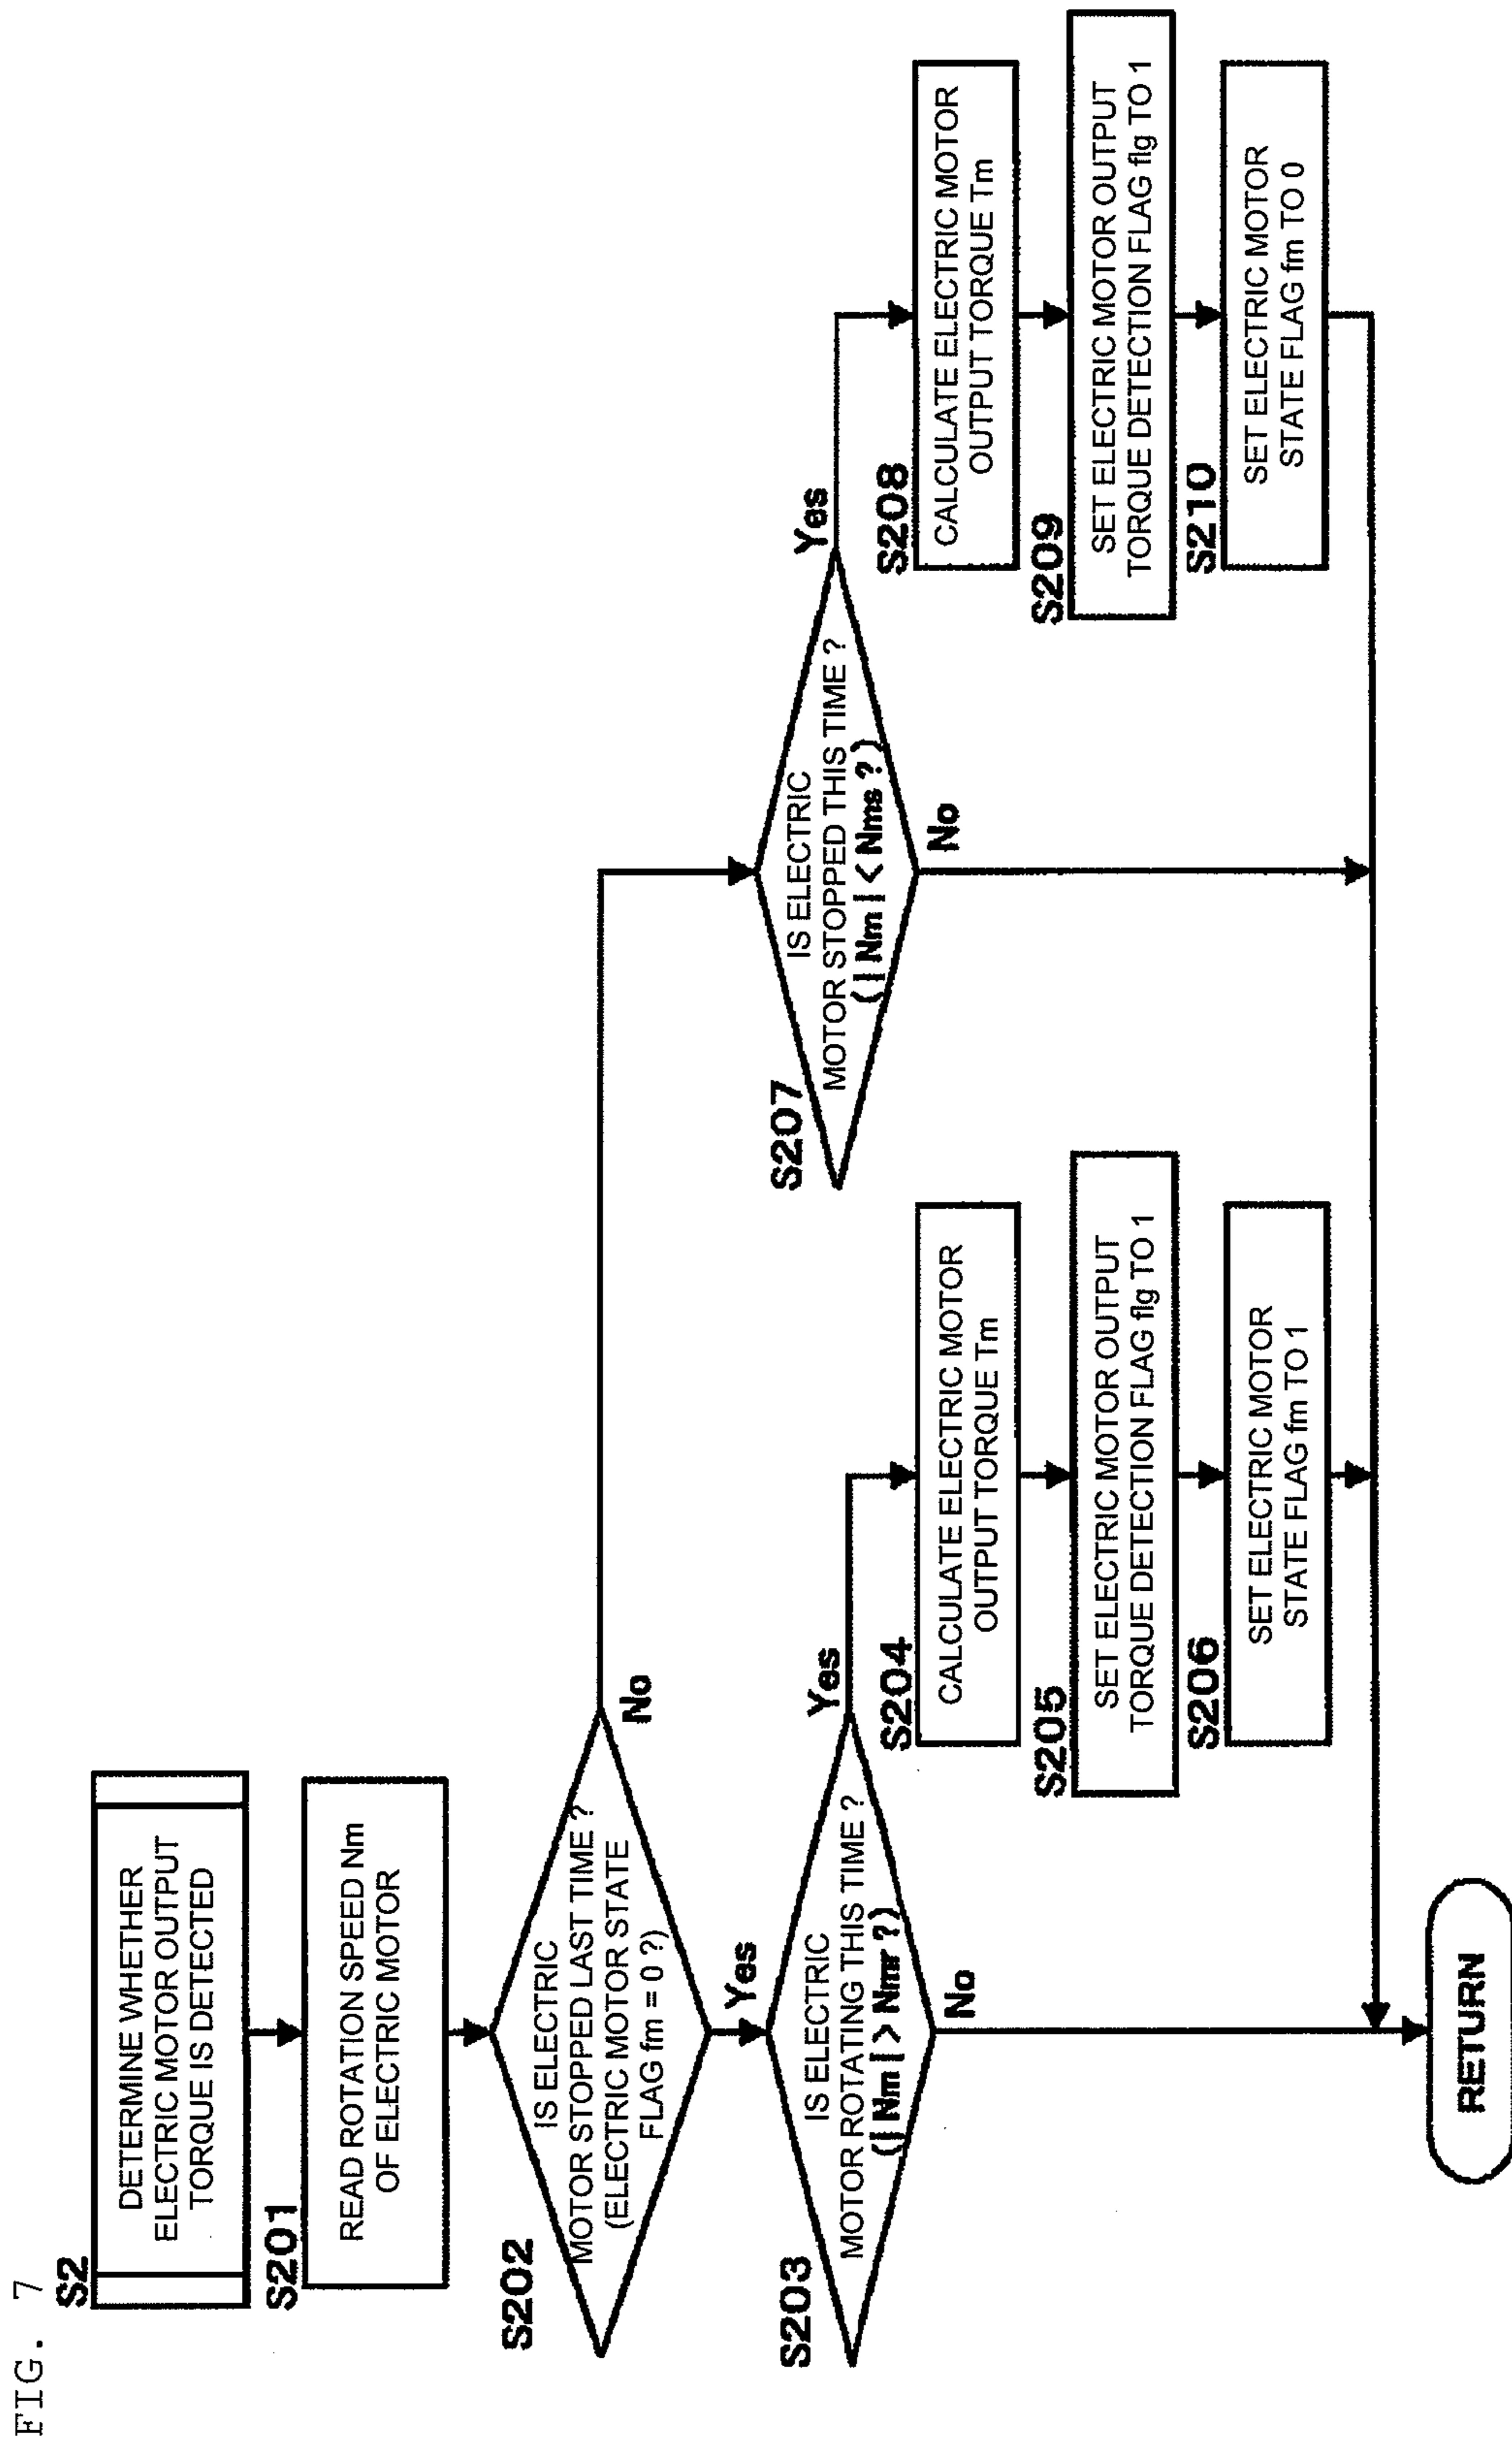 FIG. 7
S2
DETERMINE WHETHER
ELECTRIC MOTOR OUTPUT
TORQUE IS DETECTED
S201
READ ROTATION SPEED Nm
OF ELECTRIC MOTOR
S202
IS ELECTRIC
MOTOR STOPPED LAST TIME ?
(ELECTRIC MOTOR STATE
FLAG fm = 0 ?)
No
Yes
S203
IS ELECTRIC
MOTOR ROTATING THIS TIME ?
(|Nm| > Nmr ?)
Yes
No
S204
CALCULATE ELECTRIC MOTOR
OUTPUT TORQUE Tm
S205
SET ELECTRIC MOTOR OUTPUT
TORQUE DETECTION FLAG flg TO 1
S206
SET ELECTRIC MOTOR
STATE FLAG fm TO 1
S207
IS ELECTRIC
MOTOR STOPPED THIS TIME ?
(|Nm| < Nms ?)
Yes
No
S208
CALCULATE ELECTRIC MOTOR
OUTPUT TORQUE Tm
S209
SET ELECTRIC MOTOR OUTPUT
TORQUE DETECTION FLAG flg TO 1
S210
SET ELECTRIC MOTOR
STATE FLAG fm TO 0
RETURN